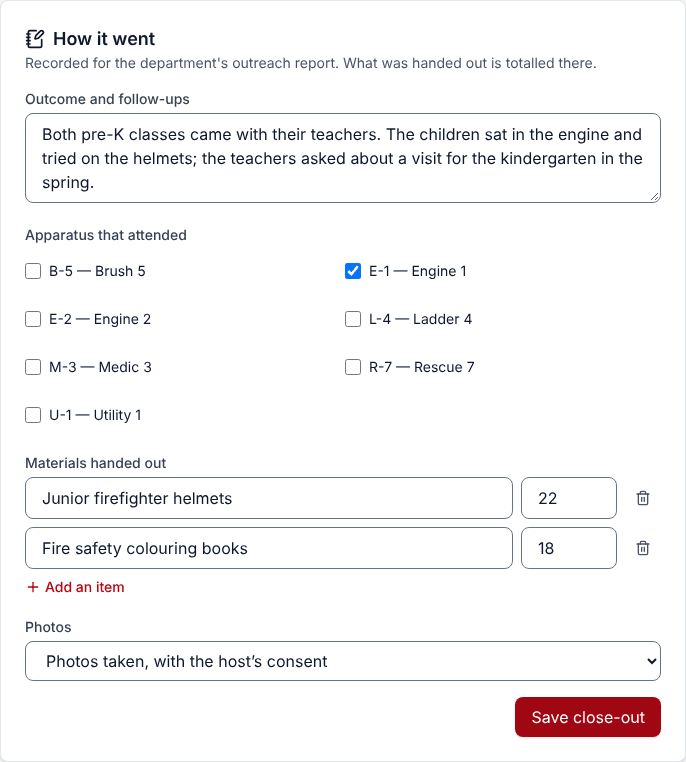 How it went
Recorded for the department's outreach report. What was handed out is totalled there.
Outcome and follow-ups
Both pre-K classes came with their teachers. The children sat in the engine and
tried on the helmets; the teachers asked about a visit for the kindergarten in the
spring.
Apparatus that attended
B-5 — Brush 5
E-1 — Engine 1
E-2 — Engine 2
L-4 — Ladder 4
M-3 — Medic 3
R-7 — Rescue 7
U-1 — Utility 1
Materials handed out
Junior firefighter helmets
22
Fire safety colouring books
18
+ Add an item
Photos
Photos taken, with the host’s consent
Save close-out